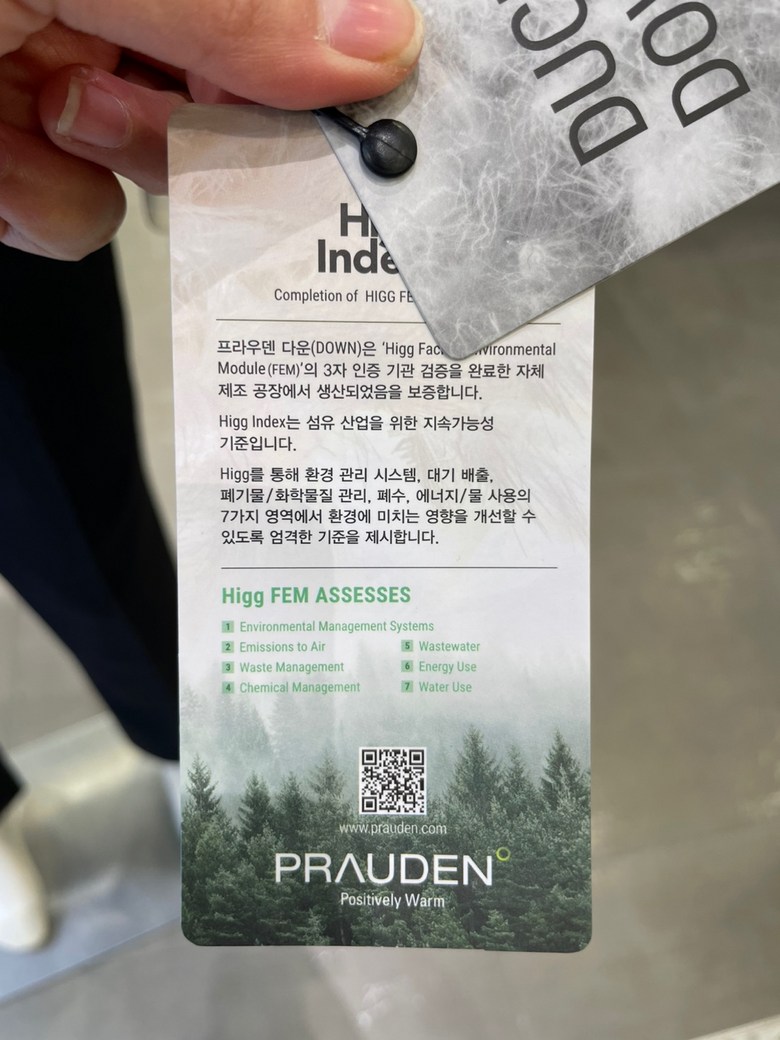 DUC
DO
Hi
Inde
Completion of HIGG FE
프라우덴 다운(DOWN)은 ‘Higg Fac nvironmental
Module (FEM)’의 3자 인증 기관 검증을 완료한 자체
제조 공장에서 생산되었음을 보증합니다.
Higg Index는 섬유 산업을 위한 지속가능성
기준입니다.
Higg를 통해 환경 관리 시스템, 대기 배출,
폐기물/화학물질 관리, 폐수, 에너지/물 사용의
7가지 영역에서 환경에 미치는 영향을 개선할 수
있도록 엄격한 기준을 제시합니다.
Higg FEM ASSESSES
1 Environmental Management Systems
2 Emissions to Air
3 Waste Management
4 Chemical Management
5 Wastewater
6 Energy Use
7 Water Use
www.prauden.com
PRAUDEN
Positively Warm